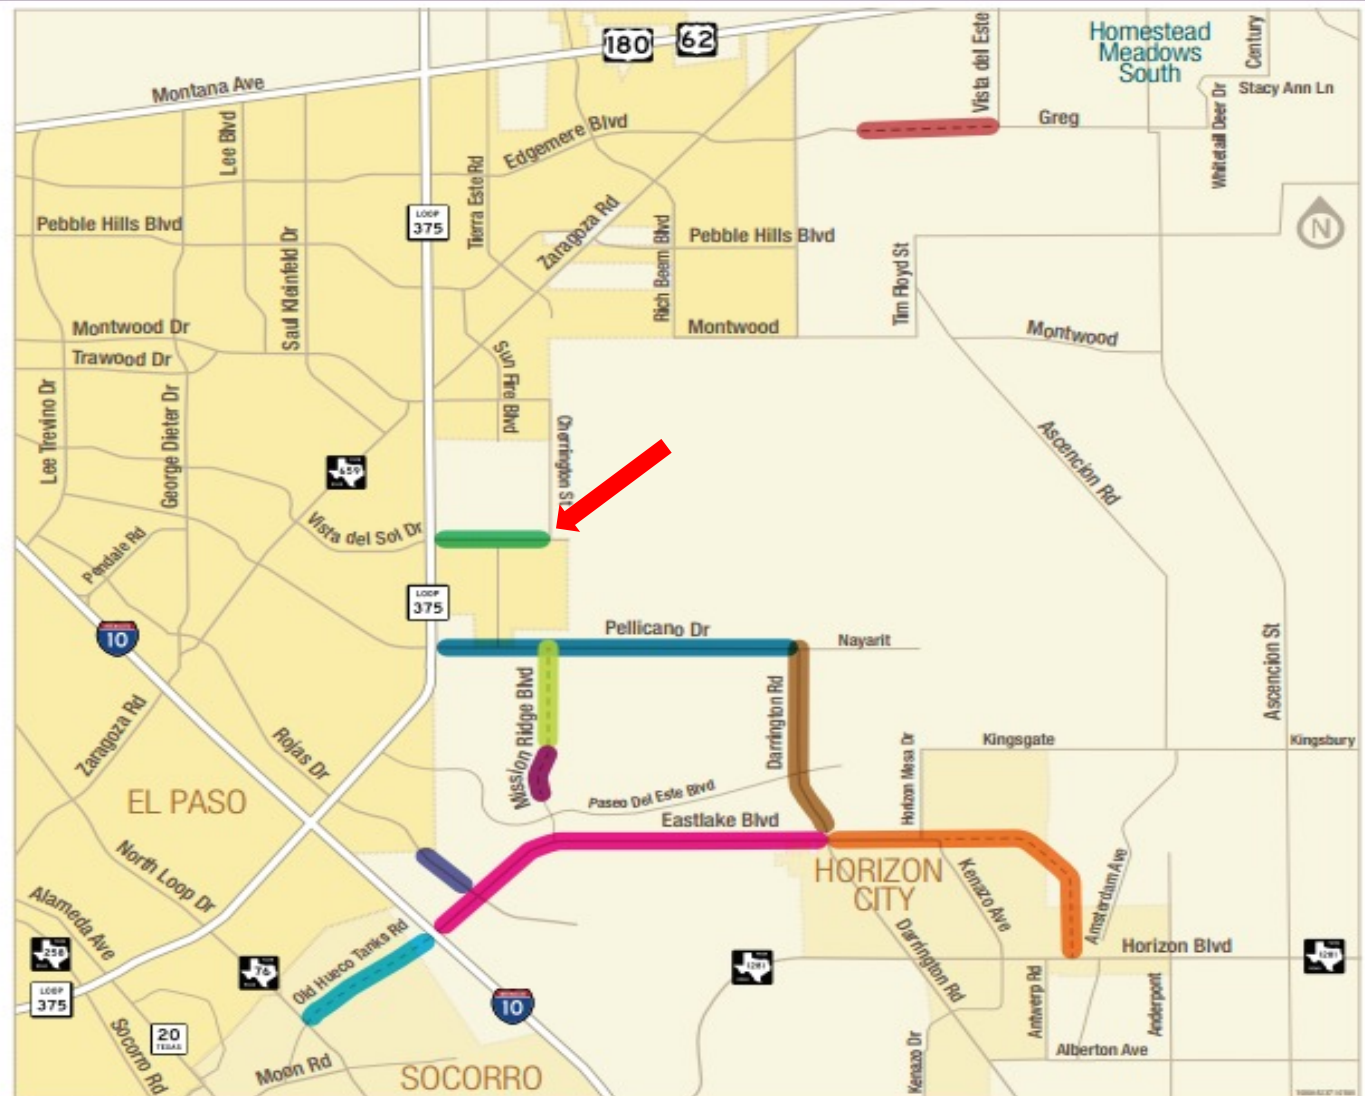 180
62
Homestead
Meadows
South
Vista del Este
Century
Montana Ave
Stacy Ann Ln
Lee Blvd
Edgemere Blvd
Greg
Whitetail Deer Dr
Tierra Este Rd
Pebble Hills Blvd
LOOP
375
Saul Kleinfeld Dr
Zaragoza Rd
Rich Beem Blvd
Pebble Hills Blvd
Tim Floyd St
N
Montwood Dr
Trawood Dr
Montwood
Montwood
Sun Fire Blvd
Lee Trevino Dr
George Dieter Dr
Cherrington St
Ascencion Rd
659
Vista del Sol Dr
Pendale Rd
LOOP
375
10
Pellicano Dr
Nayarit
Ascencion St
Mission Ridge Blvd
Darrington Rd
Zaragoza Rd
Rojas Dr
Horizon Mesa Dr
Kingsgate
Kingsbury
EL PASO
Paseo Del Este Blvd
Eastlake Blvd
North Loop Dr
HORIZON
CITY
Kenazo Ave
Amsterdam Ave
Alameda Ave
Old Hueco Tanks Rd
Darrington Rd
Horizon Blvd
258
76
1281
1281
LOOP
375
10
Antwerp Rd
Anderpont
20
TEXAS
Socorro Rd
Moon Rd
SOCORRO
Kenazo Dr
Alberton Ave